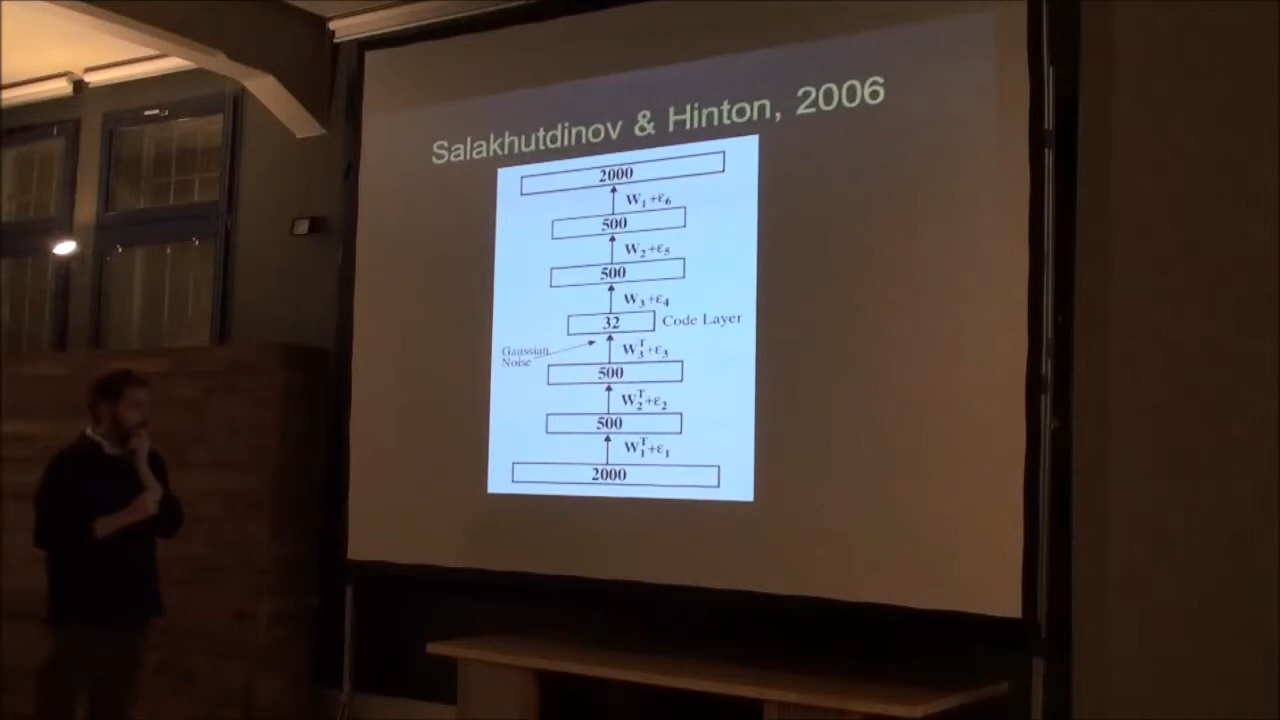 Salakhutdinov & Hinton, 2006
2000
W₁+ε₆
500
W₂+ε₅
500
W₃+ε₄
32 Code Layer
Gaussian
Noise
W₃ᵀ+ε₃
500
W₂ᵀ+ε₂
500
W₁ᵀ+ε₁
2000